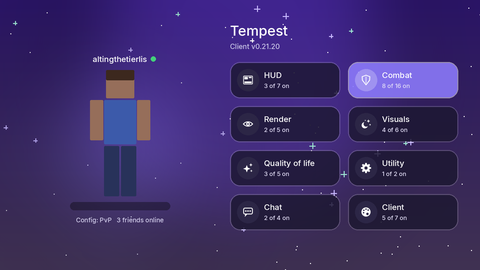 Tempest
Client v0.21.20
altingthetierlis
HUD
3 of 7 on
Combat
8 of 16 on
Render
2 of 5 on
Visuals
4 of 6 on
Quality of life
3 of 5 on
Utility
1 of 2 on
Chat
2 of 4 on
Client
5 of 7 on
Config: PvP 3 friends online